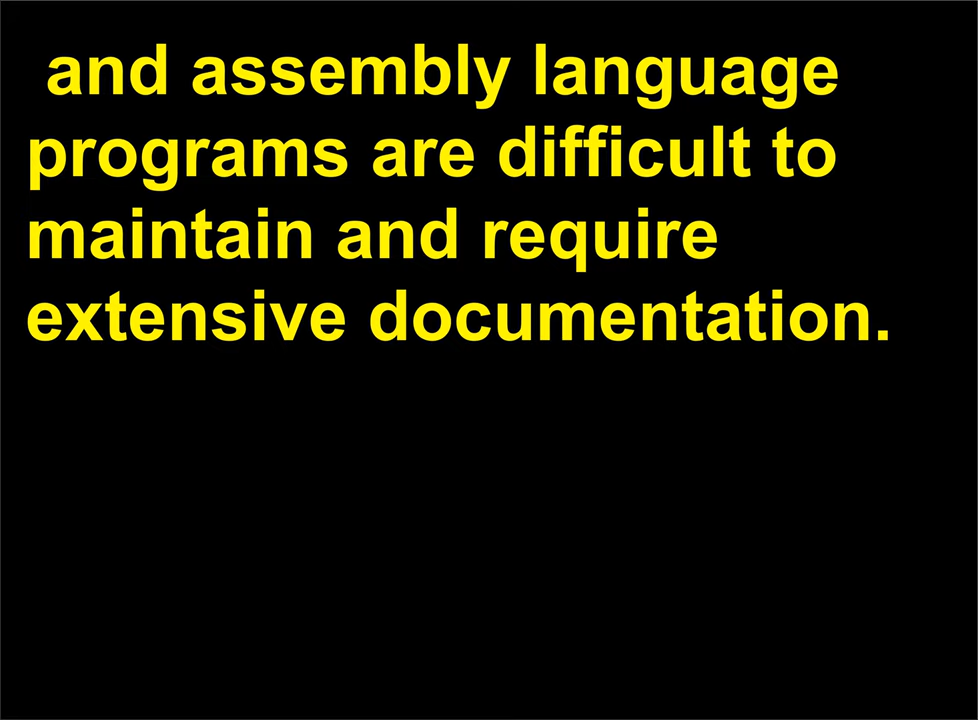 and assembly language
programs are difficult to
maintain and require
extensive documentation.